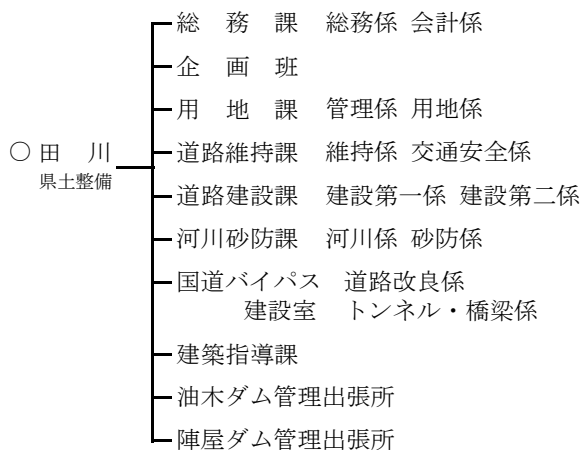 総務課 総務係 会計係
企画班
用地課 管理係 用地係
○田川
県土整備
道路維持課 維持係 交通安全係
道路建設課 建設第一係 建設第二係
河川砂防課 河川係 砂防係
国道バイパス 道路改良係
建設室 トンネル・橋梁係
建築指導課
油木ダム管理出張所
陣屋ダム管理出張所